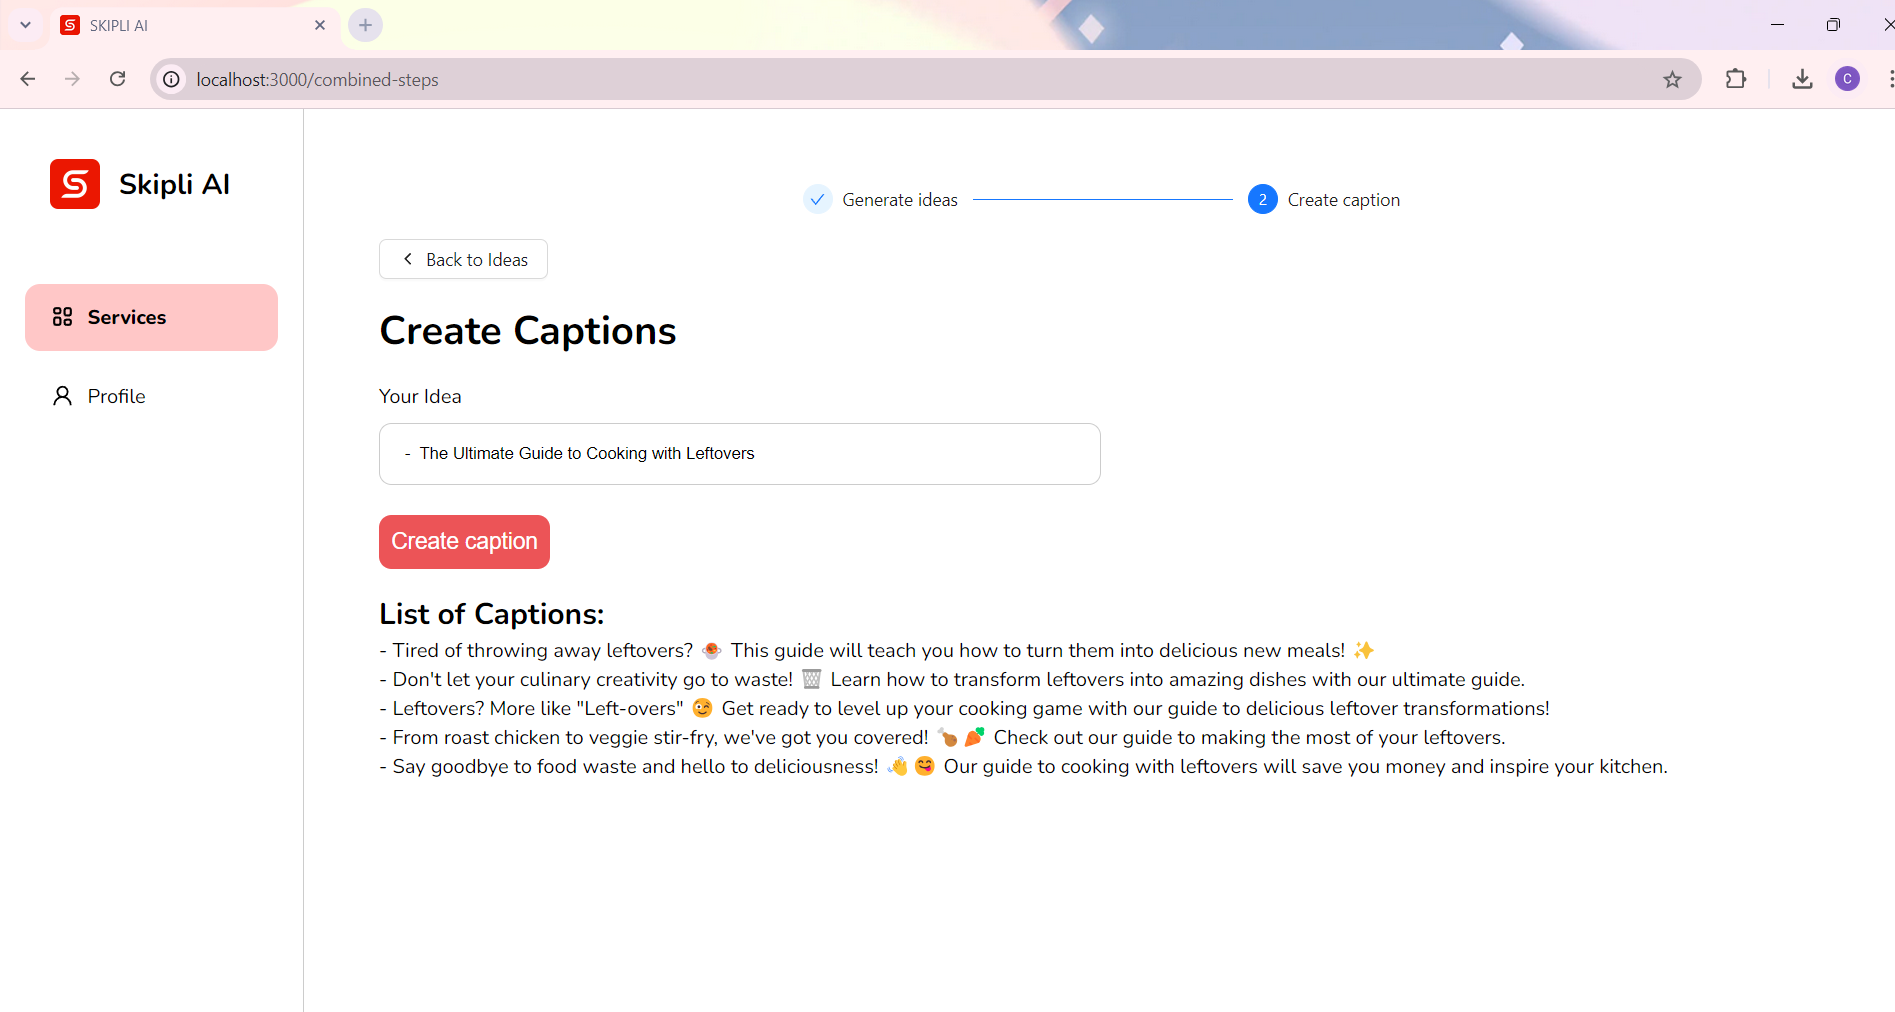 SKIPLI AI
localhost:3000/combined-steps
C
Skipli AI
Services
Profile
Generate ideas
2 Create caption
Back to Ideas
Create Captions
Your Idea
- The Ultimate Guide to Cooking with Leftovers
Create caption
List of Captions:
- Tired of throwing away leftovers? 🍲 This guide will teach you how to turn them into delicious new meals! ✨
- Don't let your culinary creativity go to waste! 🗑️ Learn how to transform leftovers into amazing dishes with our ultimate guide.
- Leftovers? More like "Left-overs" 😉 Get ready to level up your cooking game with our guide to delicious leftover transformations!
- From roast chicken to veggie stir-fry, we've got you covered! 🍗🥕 Check out our guide to making the most of your leftovers.
- Say goodbye to food waste and hello to deliciousness! 👋😋 Our guide to cooking with leftovers will save you money and inspire your kitchen.